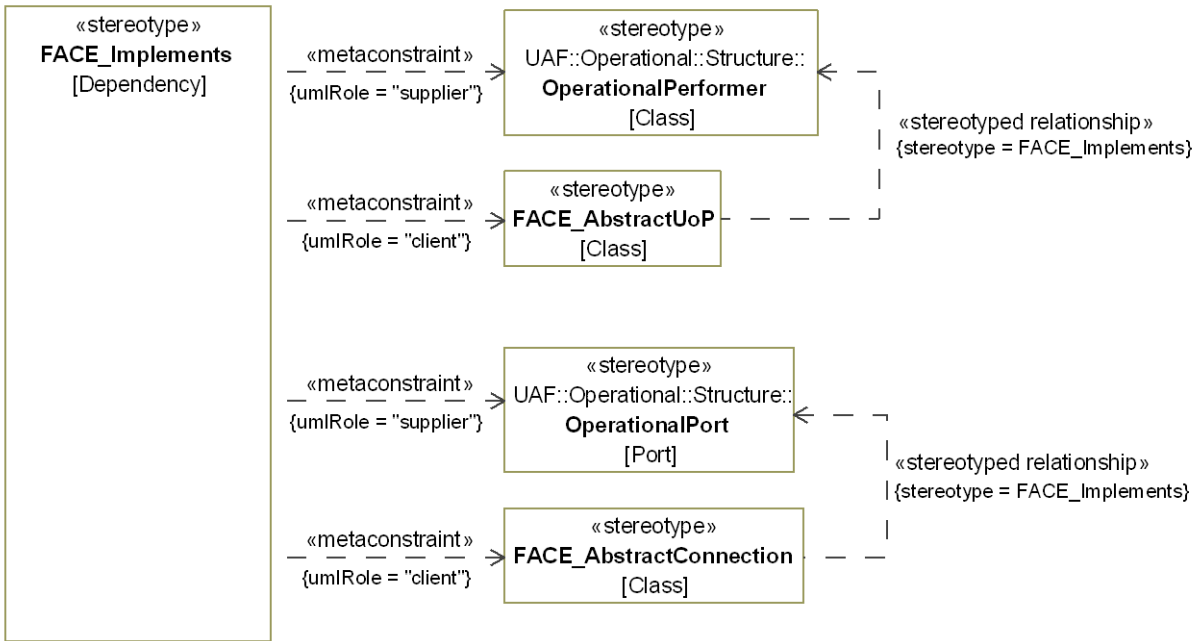 «stereotype»
FACE_Implements
[Dependency]
«metaconstraint»
{umlRole = "supplier"}
«stereotype»
UAF::Operational::Structure::
OperationalPerformer
[Class]
«stereotyped relationship»
{stereotype = FACE_Implements}
«metaconstraint»
{umlRole = "client"}
«stereotype»
FACE_AbstractUoP
[Class]
«metaconstraint»
{umlRole = "supplier"}
«stereotype»
UAF::Operational::Structure::
OperationalPort
[Port]
«stereotyped relationship»
{stereotype = FACE_Implements}
«metaconstraint»
{umlRole = "client"}
«stereotype»
FACE_AbstractConnection
[Class]